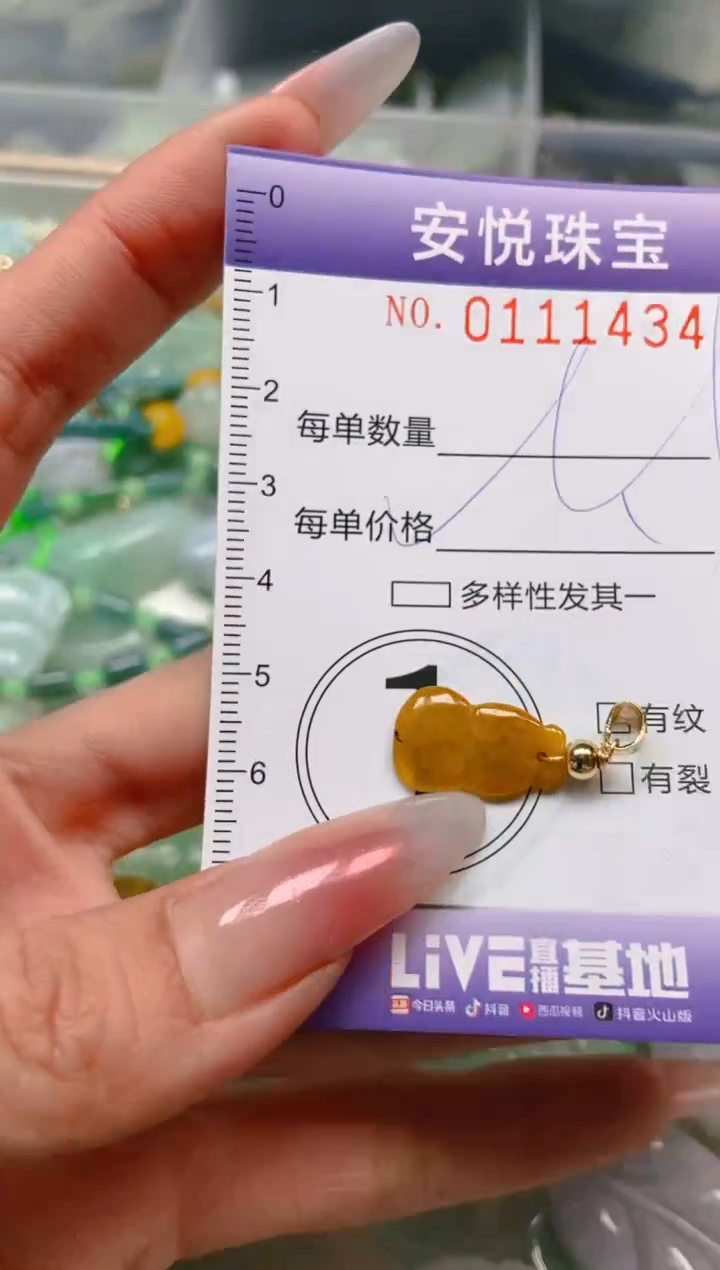 安悦珠宝
NO. 0111434
0
1
2
3
4
5
6
每单数量
每单价格
多样性发其一
1
有纹
有裂
LiVE直播基地
今日头条 抖音 西瓜视频 抖音火山版